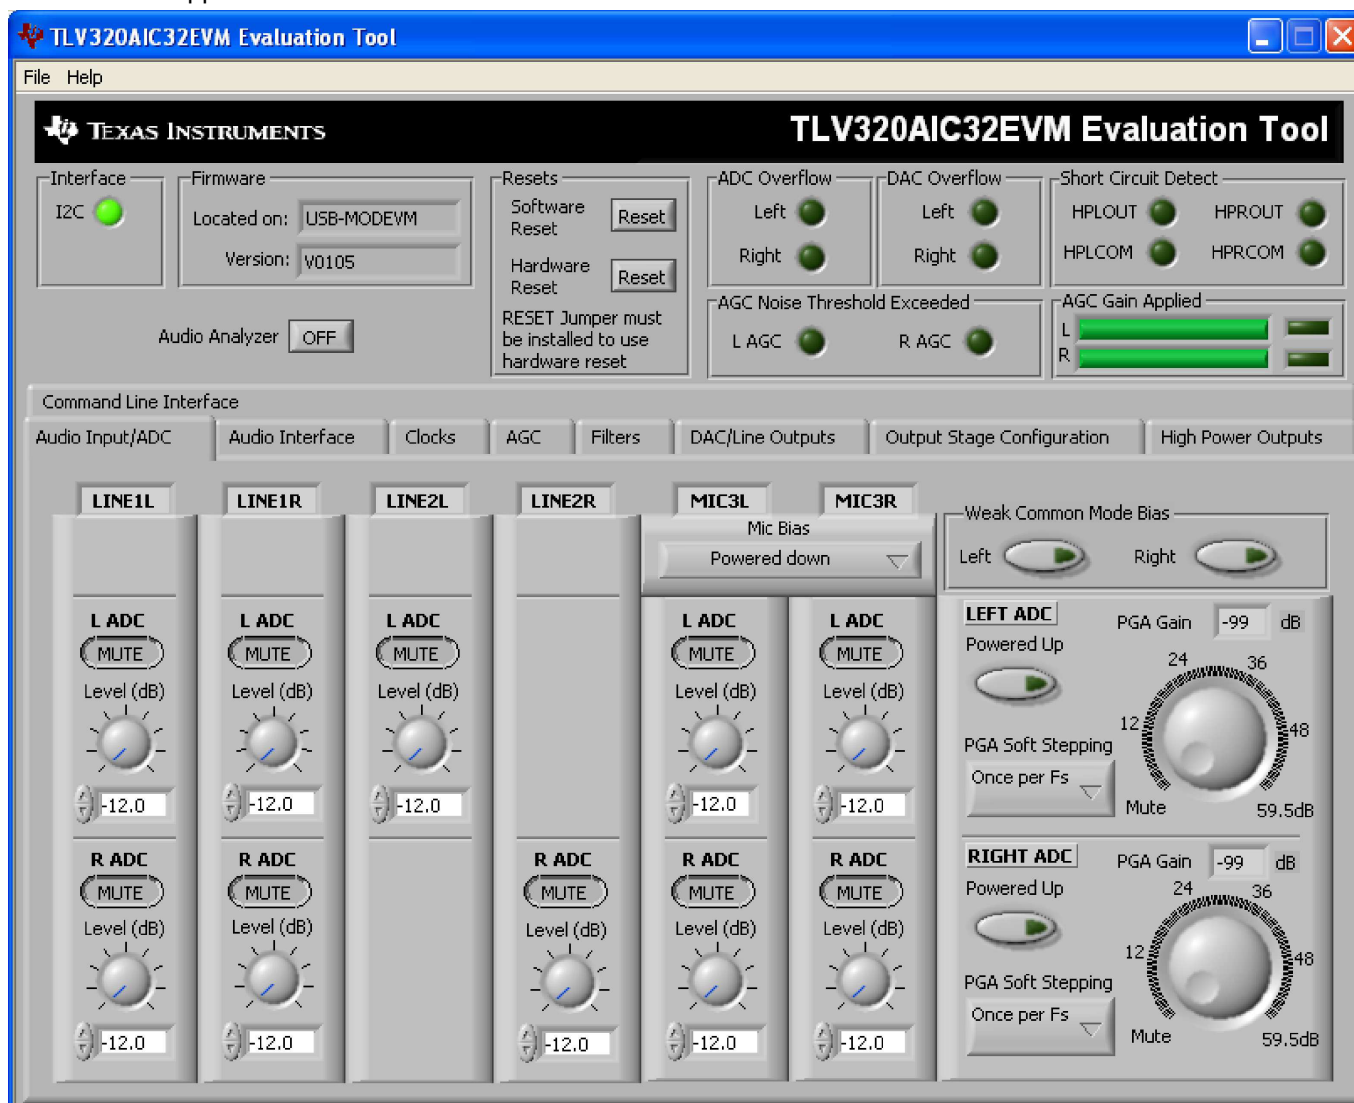 TLV320AIC32EVM Evaluation Tool
File Help
TEXAS INSTRUMENTS
TLV320AIC32EVM Evaluation Tool
Interface
I2C
Firmware
Located on: USB-MODEVM
Version: V0105
Audio Analyzer OFF
Resets
Software Reset Reset
Hardware Reset Reset
RESET Jumper must
be installed to use
hardware reset
ADC Overflow
Left
Right
DAC Overflow
Left
Right
Short Circuit Detect
HPLOUT HPROUT
HPLCOM HPRCOM
AGC Noise Threshold Exceeded
L AGC R AGC
AGC Gain Applied
L
R
Command Line Interface
Audio Input/ADC Audio Interface Clocks AGC Filters DAC/Line Outputs Output Stage Configuration High Power Outputs
LINE1L LINE1R LINE2L LINE2R MIC3L MIC3R
Mic Bias
Powered down
Weak Common Mode Bias
Left Right
L ADC L ADC L ADC L ADC L ADC
MUTE MUTE MUTE MUTE MUTE
Level (dB) Level (dB) Level (dB) Level (dB) Level (dB)
-12.0 -12.0 -12.0 -12.0 -12.0
R ADC R ADC R ADC R ADC R ADC
MUTE MUTE MUTE MUTE MUTE
Level (dB) Level (dB) Level (dB) Level (dB) Level (dB)
-12.0 -12.0 -12.0 -12.0 -12.0
LEFT ADC PGA Gain -99 dB
Powered Up
24 36
12 48
PGA Soft Stepping
Once per Fs
Mute 59.5dB
RIGHT ADC PGA Gain -99 dB
Powered Up
24 36
12 48
PGA Soft Stepping
Once per Fs
Mute 59.5dB